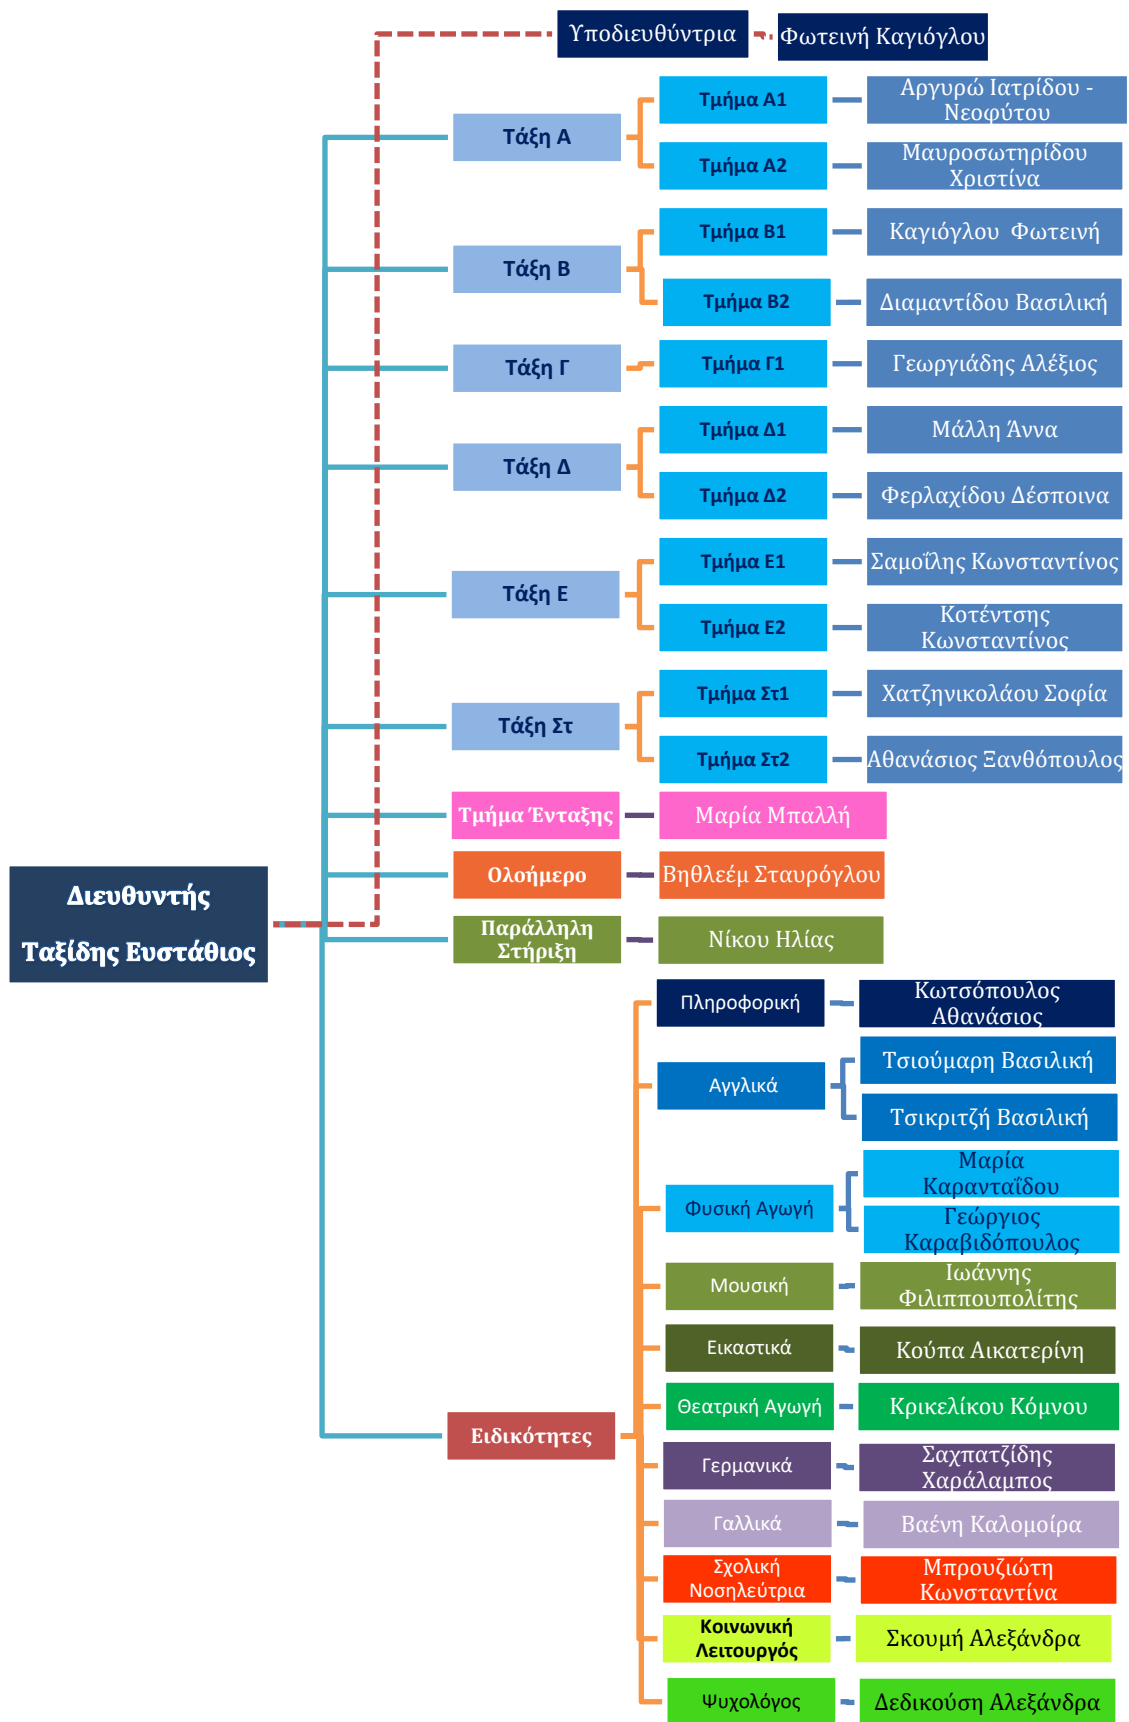 Υποδιευθύντρια
Φωτεινή Καγιόγλου
Τάξη Α
Τμήμα Α1
Αργυρώ Ιατρίδου -
Νεοφύτου
Τμήμα Α2
Μαυροσωτηρίδου
Χριστίνα
Τάξη Β
Τμήμα Β1
Καγιόγλου  Φωτεινή
Τμήμα Β2
Διαμαντίδου Βασιλική
Τάξη Γ
Τμήμα Γ1
Γεωργιάδης Αλέξιος
Τάξη Δ
Τμήμα Δ1
Μάλλη Άννα
Τμήμα Δ2
Φερλαχίδου Δέσποινα
Τάξη Ε
Τμήμα Ε1
Σαμοΐλης Κωνσταντίνος
Τμήμα Ε2
Κοτέντσης
Κωνσταντίνος
Τάξη Στ
Τμήμα Στ1
Χατζηνικολάου Σοφία
Τμήμα Στ2
Αθανάσιος Ξανθόπουλος
Τμήμα Ένταξης
Μαρία Μπαλλή
Ολοήμερο
Βηθλεέμ Σταυρόγλου
Διευθυντής
Ταξίδης Ευστάθιος
Παράλληλη
Στήριξη
Νίκου Ηλίας
Ειδικότητες
Πληροφορική
Κωτσόπουλος
Αθανάσιος
Αγγλικά
Τσιούμαρη Βασιλική
Τσικριτζή Βασιλική
Φυσική Αγωγή
Μαρία
Καρανταΐδου
Γεώργιος
Καραβιδόπουλος
Μουσική
Ιωάννης
Φιλιππουπολίτης
Εικαστικά
Κούπα Αικατερίνη
Θεατρική Αγωγή
Κρικελίκου Κόμνου
Γερμανικά
Σαχπατζίδης
Χαράλαμπος
Γαλλικά
Βαένη Καλομοίρα
Σχολική
Νοσηλεύτρια
Μπρουζιώτη
Κωνσταντίνα
Κοινωνική
Λειτουργός
Σκουμή Αλεξάνδρα
Ψυχολόγος
Δεδικούση Αλεξάνδρα